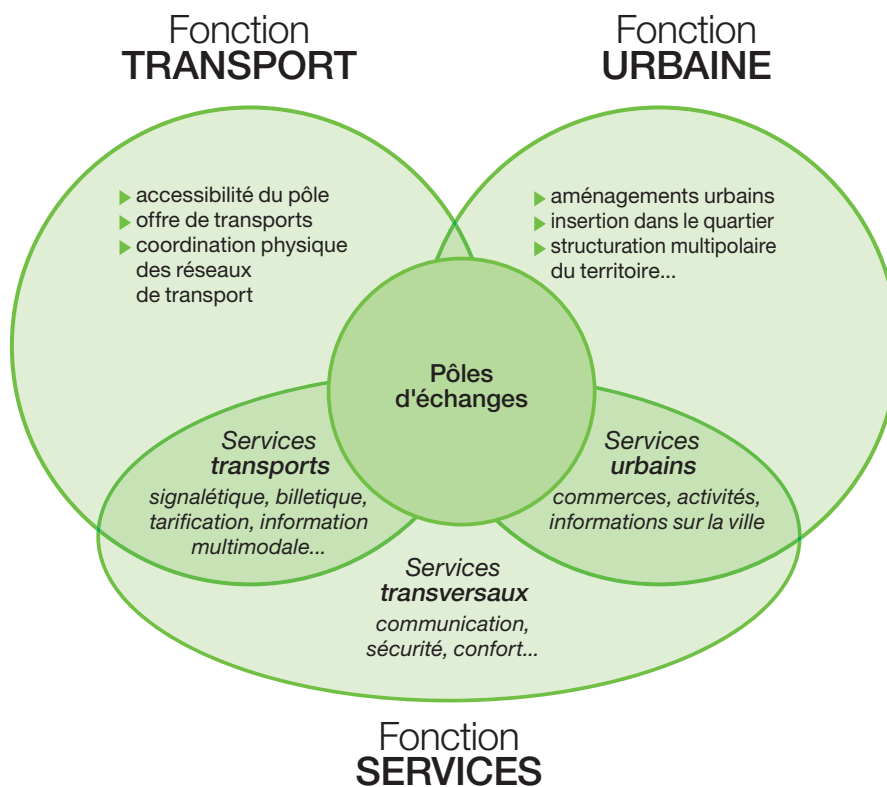 Fonction
TRANSPORT
Fonction
URBAINE
accessibilité du pôle
offre de transports
coordination physique
des réseaux
de transport
aménagements urbains
insertion dans le quartier
structuration multipolaire
du territoire...
Pôles
d'échanges
Services
transports
signalétique, billetique,
tarification, information
multimodale...
Services
urbains
commerces, activités,
informations sur la ville
Services
transversaux
communication,
sécurité, confort...
Fonction
SERVICES